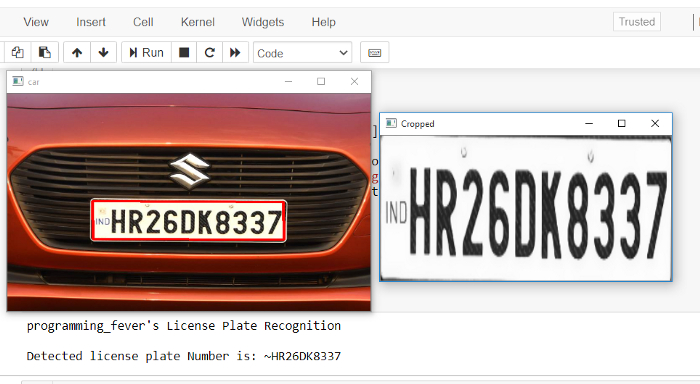 View Insert Cell Kernel Widgets Help Trusted
Run Code
car
IND HR26DK8337
Cropped
IND HR26DK8337
programming_fever's License Plate Recognition
Detected license plate Number is: ~HR26DK8337